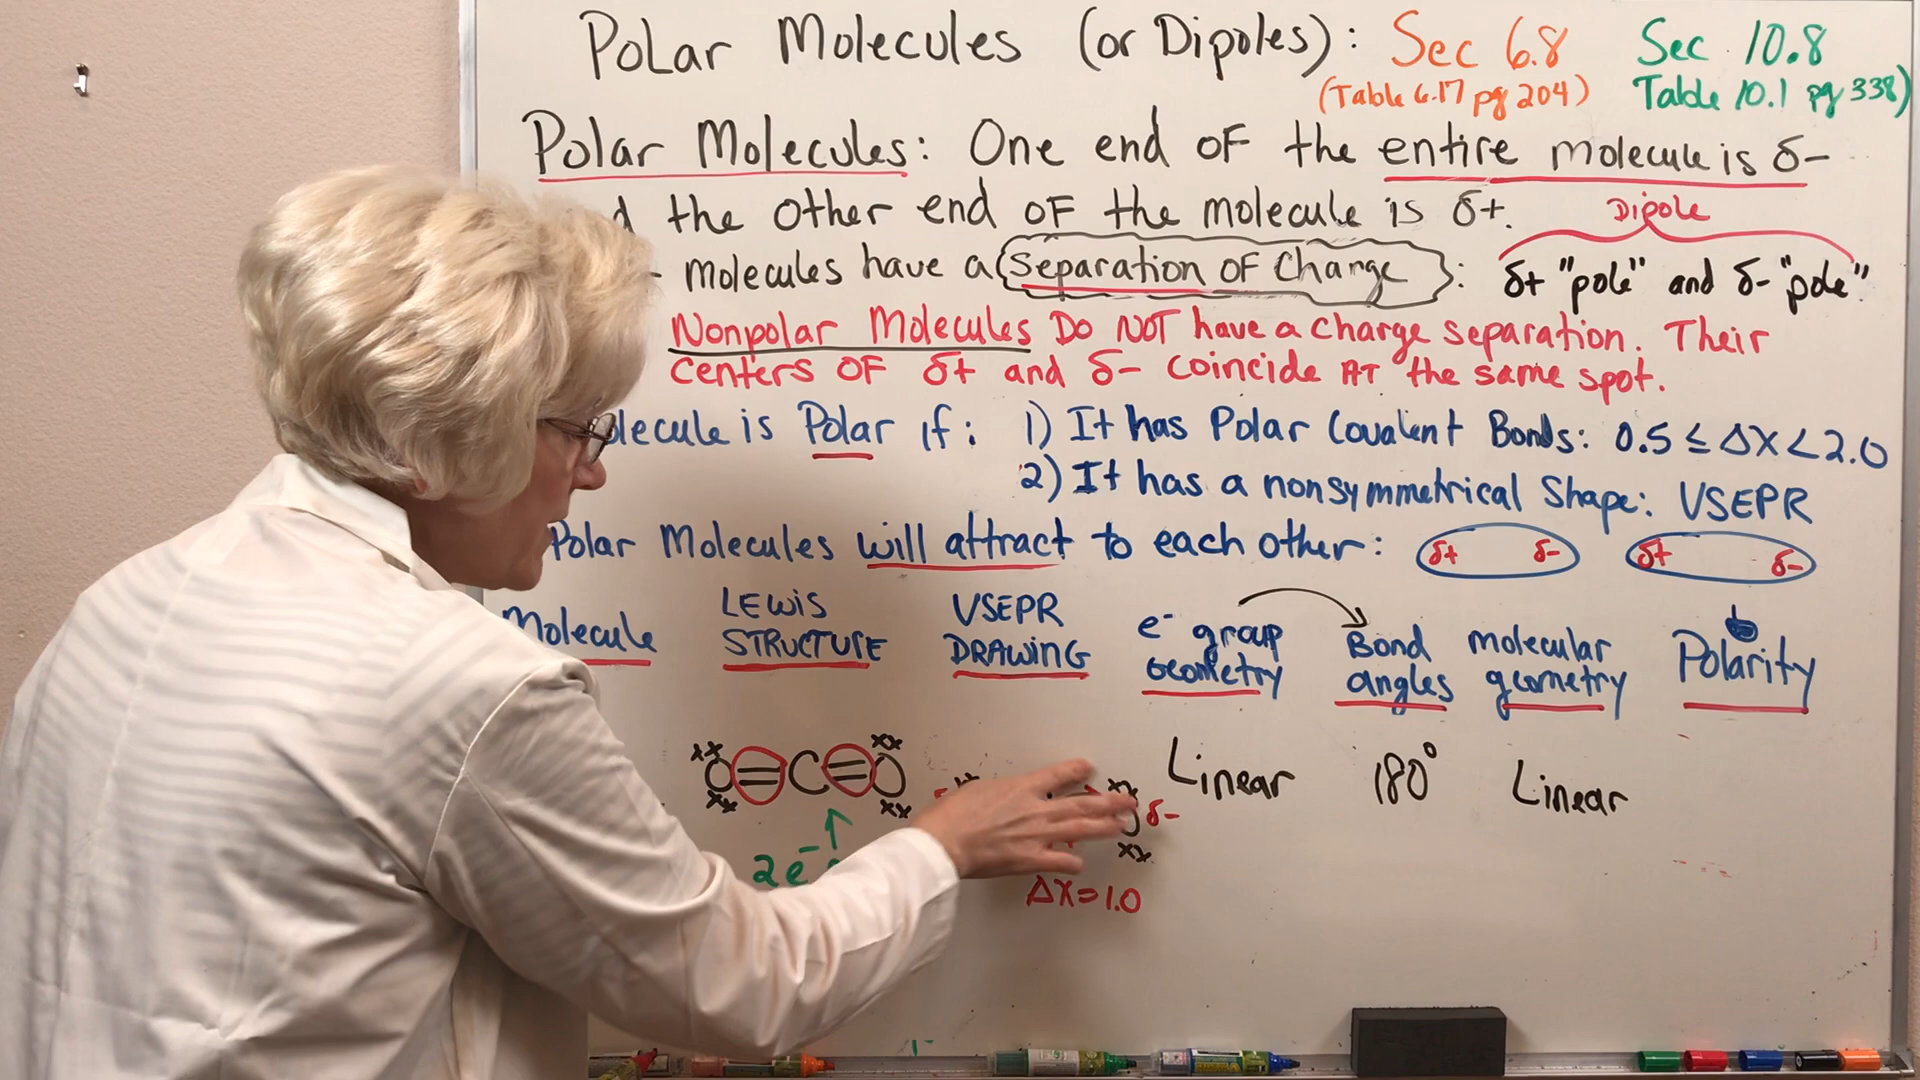 Polar Molecules (or Dipoles): Sec 6.8 Sec 10.8
(Table 6.17 pg 204) Table 10.1 pg 338)
Polar Molecules: One end of the entire molecule is δ-
the other end of the molecule is δ+.
Dipole
molecules have a Separation of Charge: δ+ "pole" and δ- "pole".
Nonpolar Molecules Do NOT have a charge separation. Their
centers of δ+ and δ- coincide AT the same spot.
is Polar if: 1) It has Polar Covalent Bonds: 0.5 ≤ ΔX < 2.0
2) It has a nonsymmetrical Shape: VSEPR
Polar Molecules will attract to each other: δ+ δ- δ+ δ-
Molecule LEWIS STRUCTURE VSEPR DRAWING e⁻ group Geometry Bond angles molecular geometry Polarity
O=C=O δ- Linear 180° Linear
2e⁻
ΔX=1.0